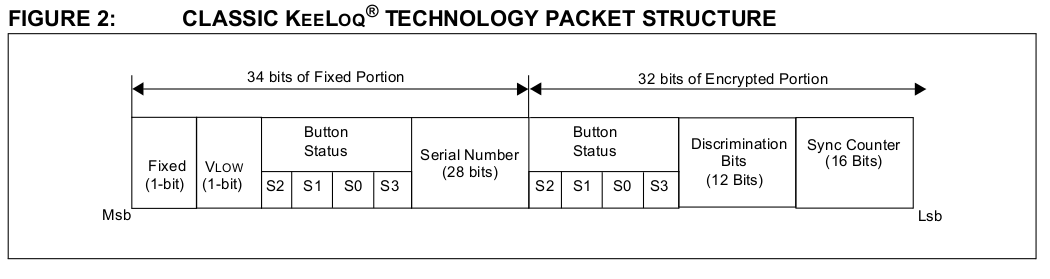 FIGURE 2: CLASSIC KEELOQ® TECHNOLOGY PACKET STRUCTURE
34 bits of Fixed Portion
32 bits of Encrypted Portion
Fixed
(1-bit)
VLOW
(1-bit)
Button
Status
S2 S1 S0 S3
Serial Number
(28 bits)
Button
Status
S2 S1 S0 S3
Discrimination
Bits
(12 Bits)
Sync Counter
(16 Bits)
Msb
Lsb